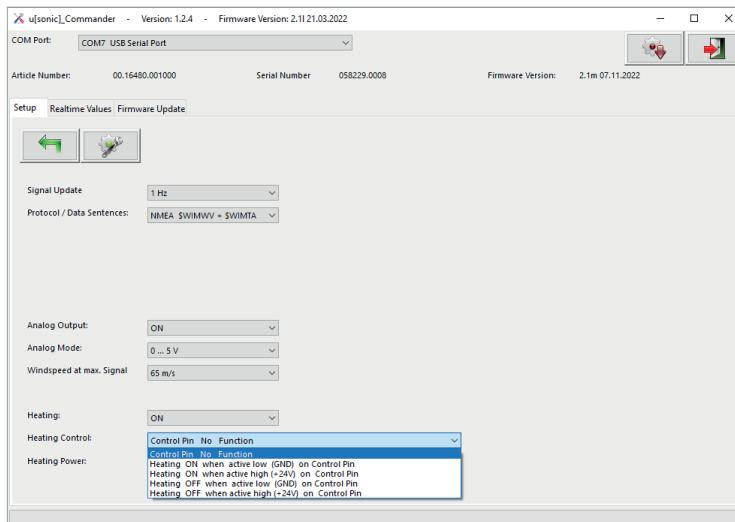 u[sonic]_Commander - Version: 1.2.4 - Firmware Version: 2.1l 21.03.2022
COM Port: COM7 USB Serial Port
Article Number: 00.16480.001000 Serial Number 058229.0008 Firmware Version: 2.1m 07.11.2022
Setup Realtime Values Firmware Update
Signal Update 1 Hz
Protocol / Data Sentences: NMEA $WIMWV + $WIMTA
Analog Output: ON
Analog Mode: 0 ... 5 V
Windspeed at max. Signal 65 m/s
Heating: ON
Heating Control: Control Pin No Function
Control Pin No Function
Heating Power: Heating ON when active low (GND) on Control Pin
Heating ON when active high (+24V) on Control Pin
Heating OFF when active low (GND) on Control Pin
Heating OFF when active high (+24V) on Control Pin